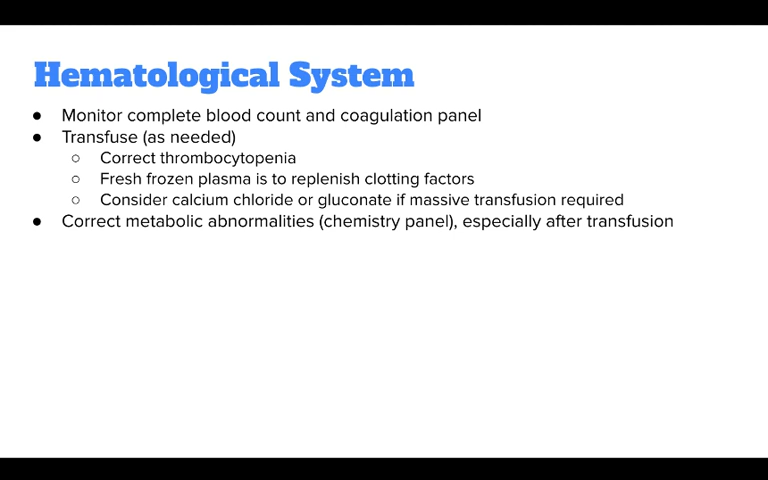 Hematological System
● Monitor complete blood count and coagulation panel
● Transfuse (as needed)
○ Correct thrombocytopenia
○ Fresh frozen plasma is to replenish clotting factors
○ Consider calcium chloride or gluconate if massive transfusion required
● Correct metabolic abnormalities (chemistry panel), especially after transfusion